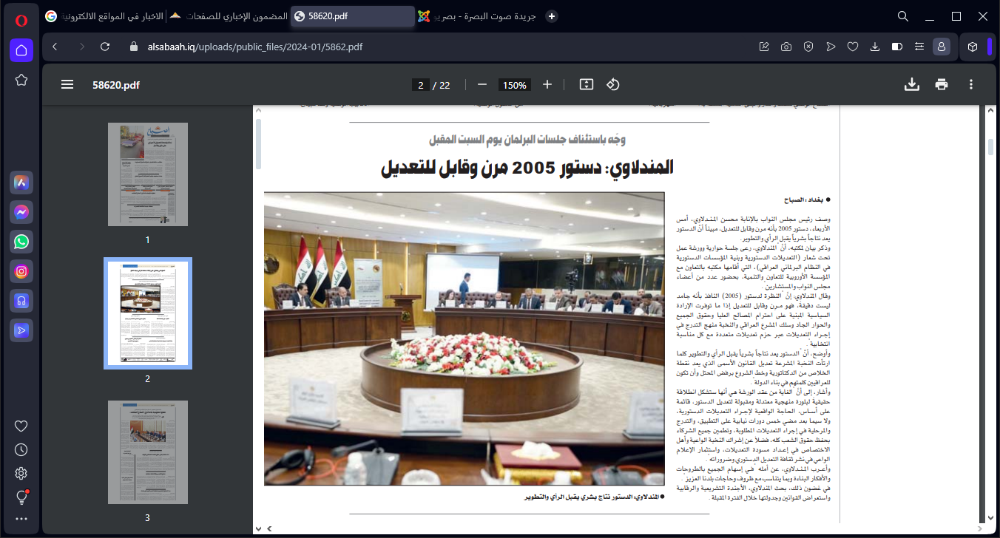 الاخبار في المواقع الالكترونية
المضمون الإخباري للصفحات
58620.pdf
جريدة صوت البصرة - بصري
alsabaah.iq/uploads/public_files/2024-01/5862.pdf
58620.pdf
2 / 22
150%
1
2
3
وجّه باستئناف جلسات البرلمان يوم السبت المقبل
المندلاوي: دستور 2005 مرن وقابل للتعديل
● بغداد : الصباح
وصف رئيس مجلس النواب بالإنابة محسن المندلاوي، أمس
الأربعاء، دستور 2005 بأنه مرن وقابل للتعديل، مبيناً أنّ الدستور
يعد نتاجاً بشرياً يقبل الرأي والتطوير.
وذكر بيان لمكتبه، أنّ "المندلاوي، رعى جلسة حوارية وورشة عمل
تحت شعار (التعديلات الدستورية وبنية المؤسسات الدستورية
في النظام البرلماني العراقي)، التي أقامها مكتبه بالتعاون مع
المؤسسة الأوروبية للتعاون والتنمية، بحضور عدد من أعضاء
مجلس النواب والمستشارين".
وقال المندلاوي: إنّ "النظرة لدستور (2005) النافذ بأنه جامد
ليست دقيقة، فهو مرن وقابل للتعديل إذا ما توفرت الإرادة
السياسية المبنية على احترام المصالح العليا وحقوق الجميع
والحوار الجاد وسلك المشرع العراقي والنخبة منهج التدرج في
إجراء التعديلات عبر حزم تعديلات متعددة مع كل مناسبة
انتخابية".
وأوضح، أنّ "الدستور يعد نتاجاً بشرياً يقبل الرأي والتطوير كلما
ارتأت النخبة المشرعة تعديل القانون الأسمى الذي يعد نقطة
الخلاص من الدكتاتورية وخط الشروع برفض المحتل وأن تكون
للعراقيين كلمتهم في بناء الدولة".
وأشار، إلى أنّ "الغاية من عقد الورشة هي أنها ستشكل انطلاقة
حقيقية لبلورة منهجية معتدلة ومقبولة لتعديل الدستور، قائمة
على أساس، الحاجة الواقعية لإجراء التعديلات الدستورية،
ولا سيما بعد مضي خمس دورات نيابية على التطبيق، والتدرج
والمرحلية في إجراء التعديلات المطلوبة، وتطمين جميع الشركاء
بحفظ حقوق الشعب كله، فضلاً عن إشراك النخبة الواعية وأهل
الاختصاص في إعداد مسودة التعديلات، واستثمار الإعلام
الواعي في نشر ثقافة التعديل الدستوري وضروراته".
وأعرب المندلاوي، عن أمله "في إسهام الجميع بالطروحات
والأفكار البناءة وبما يتناسب مع ظروف وحاجات بلدنا العزيز".
في غضون ذلك، بحث المندلاوي، الأجندة التشريعية والرقابية
واستعراض القوانين وجدولتها خلال الفترة المقبلة.
● المندلاوي: الدستور نتاج بشري يقبل الرأي والتطوير